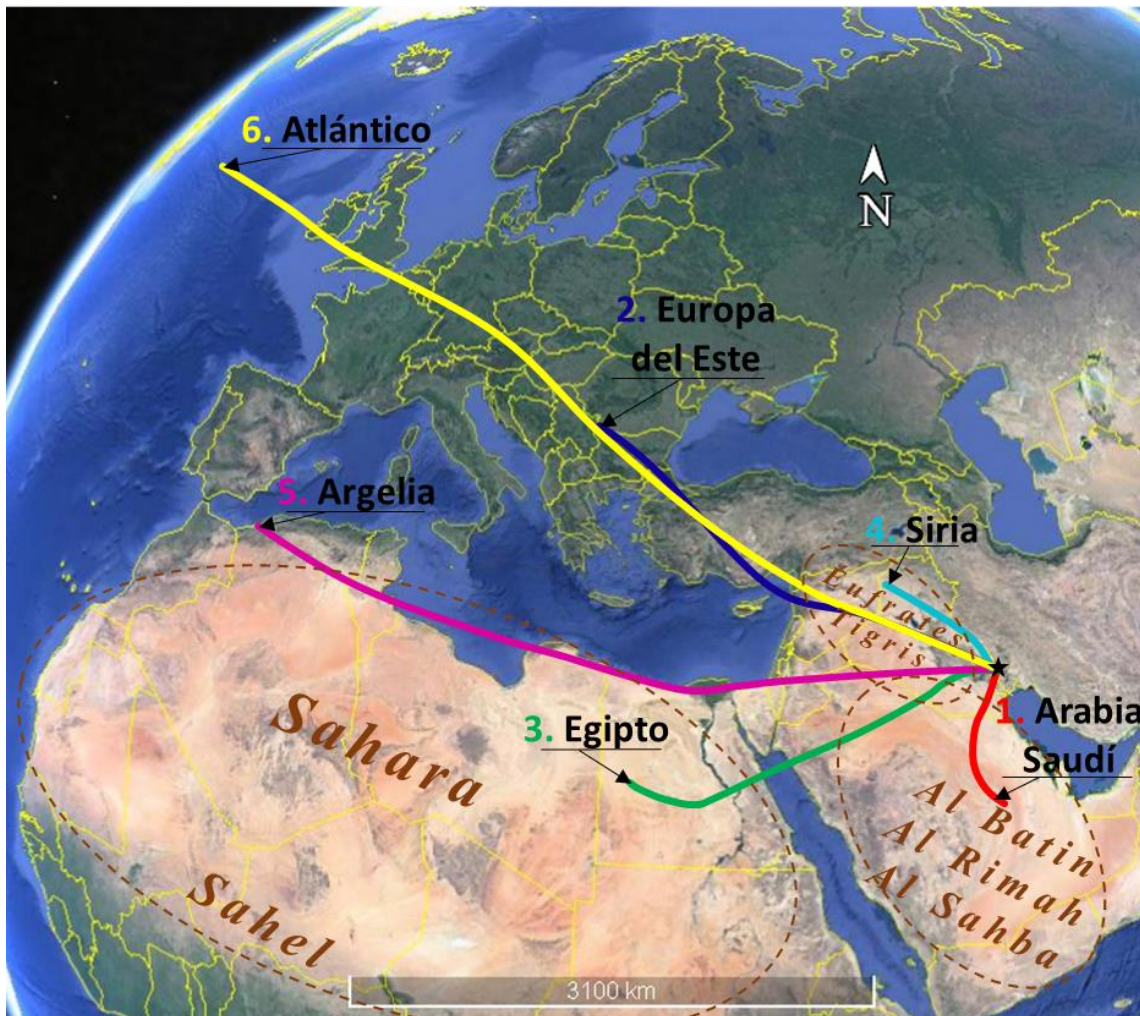 6. Atlántico
N
2. Europa
del Este
5. Argelia
4. Siria
Eufrates
Tigris
1. Arabia
Saudí
3. Egipto
Sahara
Sahel
Al Batin
Al Rimah
Al Sahba
3100 km